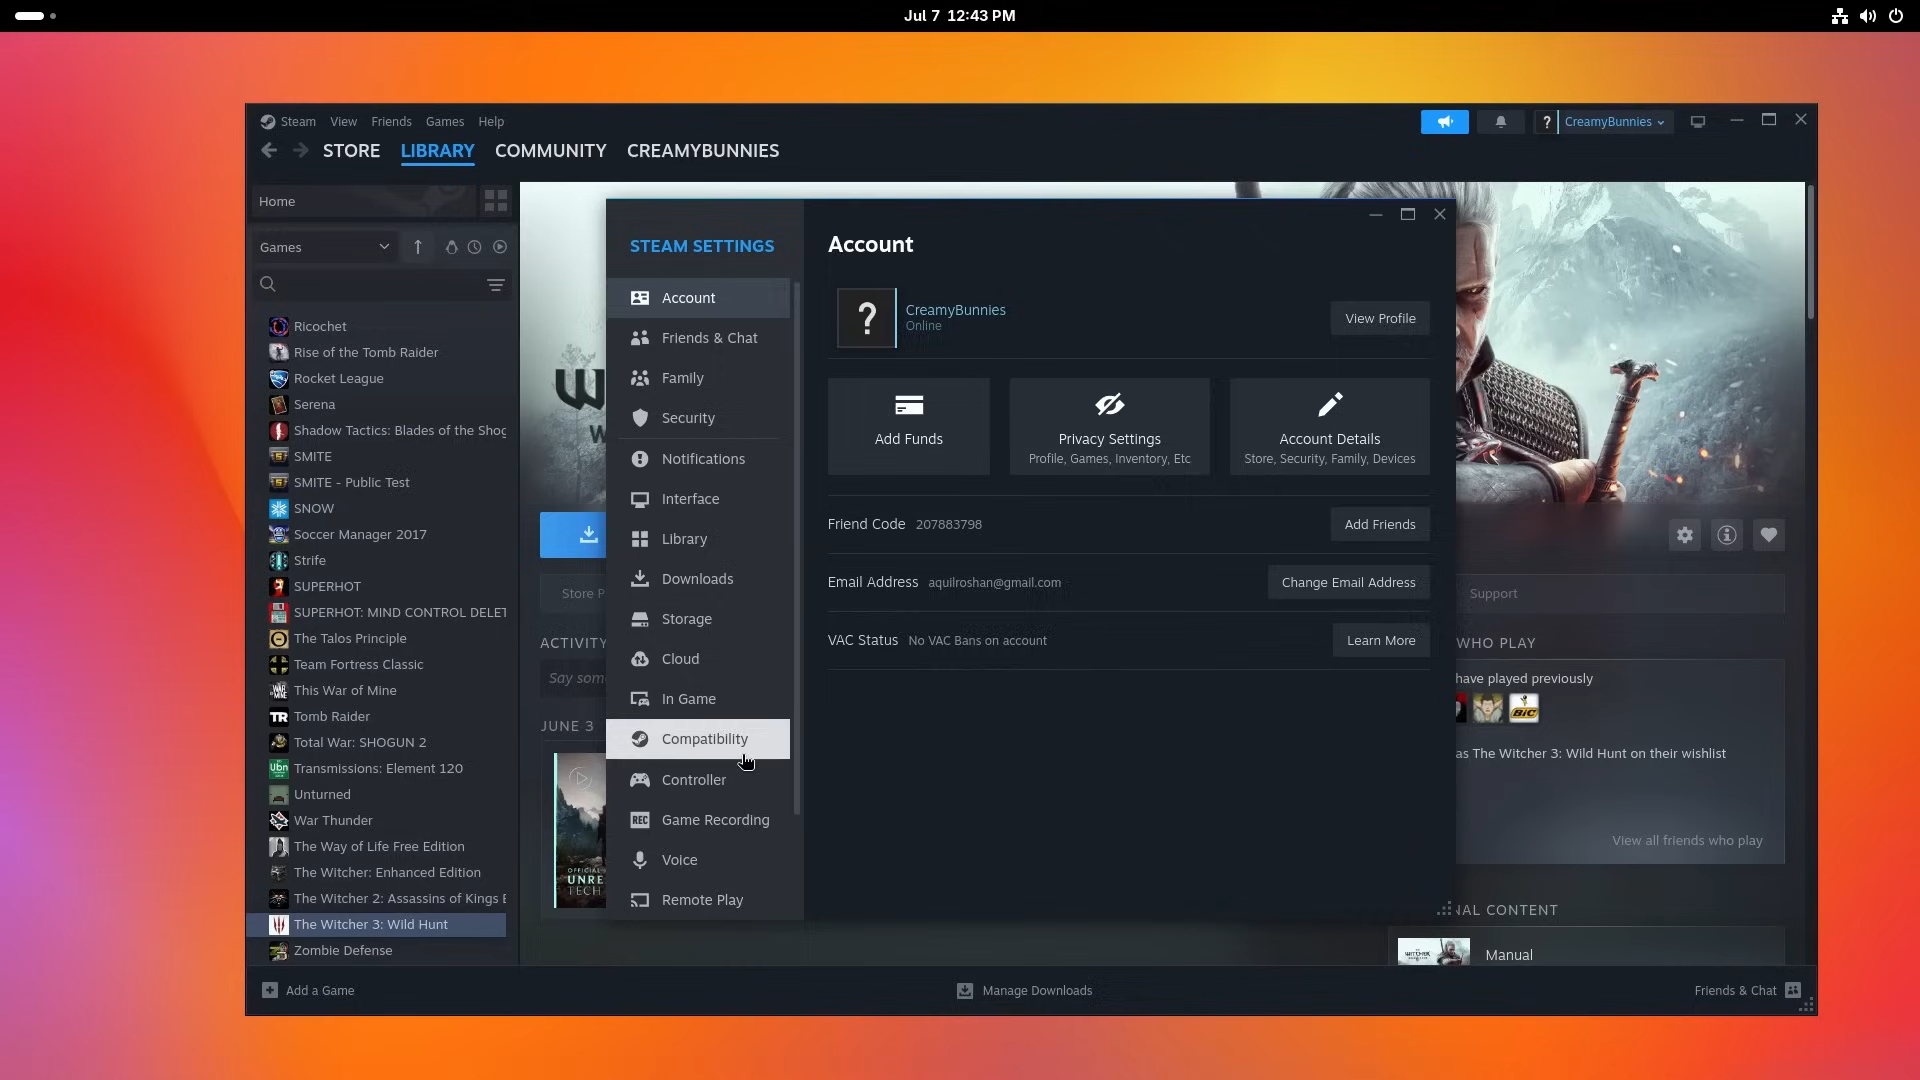 Jul 7 12:43 PM
Steam View Friends Games Help
? CreamyBunnies
STORE LIBRARY COMMUNITY CREAMYBUNNIES
Home
Games
Ricochet
Rise of the Tomb Raider
Rocket League
Serena
Shadow Tactics: Blades of the Shog
SMITE
SMITE - Public Test
SNOW
Soccer Manager 2017
Strife
SUPERHOT
SUPERHOT: MIND CONTROL DELET
The Talos Principle
Team Fortress Classic
This War of Mine
Tomb Raider
Total War: SHOGUN 2
Transmissions: Element 120
Unturned
War Thunder
The Way of Life Free Edition
The Witcher: Enhanced Edition
The Witcher 2: Assassins of Kings E
The Witcher 3: Wild Hunt
Zombie Defense
STEAM SETTINGS
Account
Friends & Chat
Family
Security
Notifications
Interface
Library
Downloads
Storage
Cloud
In Game
Compatibility
Controller
REC Game Recording
Voice
Remote Play
Account
? CreamyBunnies
Online
View Profile
Add Funds
Privacy Settings
Profile, Games, Inventory, Etc
Account Details
Store, Security, Family, Devices
Friend Code 207883798
Add Friends
Email Address aquilroshan@gmail.com
Change Email Address
VAC Status No VAC Bans on account
Learn More
W
W
Store P
Support
ACTIVITY
Say som
JUNE 3
OFFICIAL
UNRE
TECH
WHO PLAY
have played previously
BIC
as The Witcher 3: Wild Hunt on their wishlist
View all friends who play
NAL CONTENT
WITCHER
Manual
Add a Game
Manage Downloads
Friends & Chat